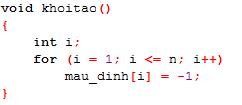 void khoitao()
{
    int i;
    for (i = 1; i <= n; i++)
        mau_dinh[i] = -1;
}